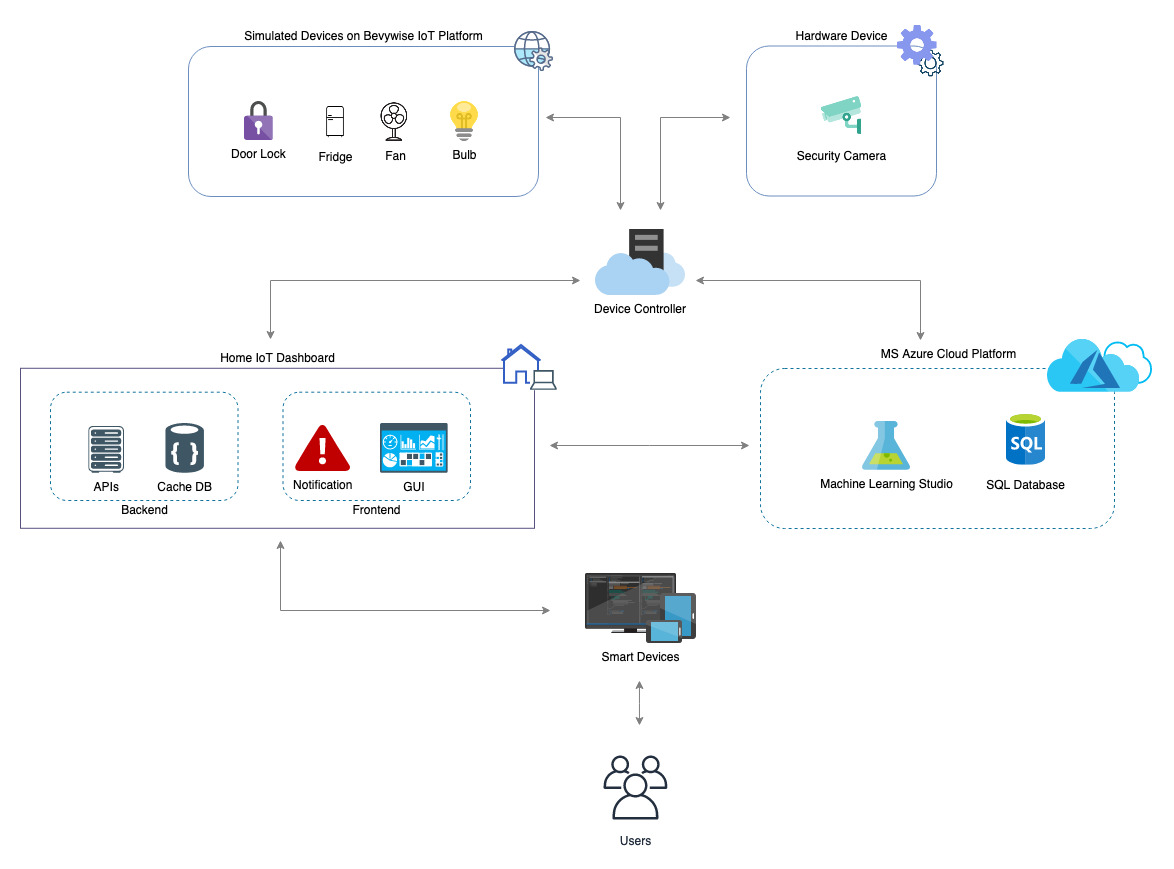 Simulated Devices on Bevywise IoT Platform
Hardware Device
Door Lock
Fridge
Fan
Bulb
Security Camera
Device Controller
Home IoT Dashboard
MS Azure Cloud Platform
APIs
Cache DB
Notification
GUI
Backend
Frontend
SQL
Machine Learning Studio
SQL Database
Smart Devices
Users